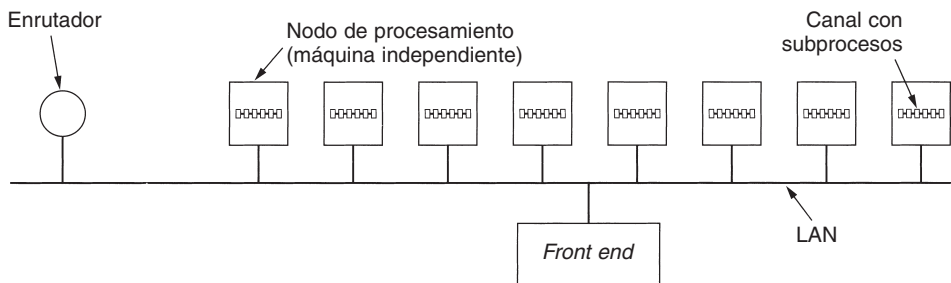 Enrutador
Nodo de procesamiento
(máquina independiente)
Canal con
subprocesos
Front end
LAN